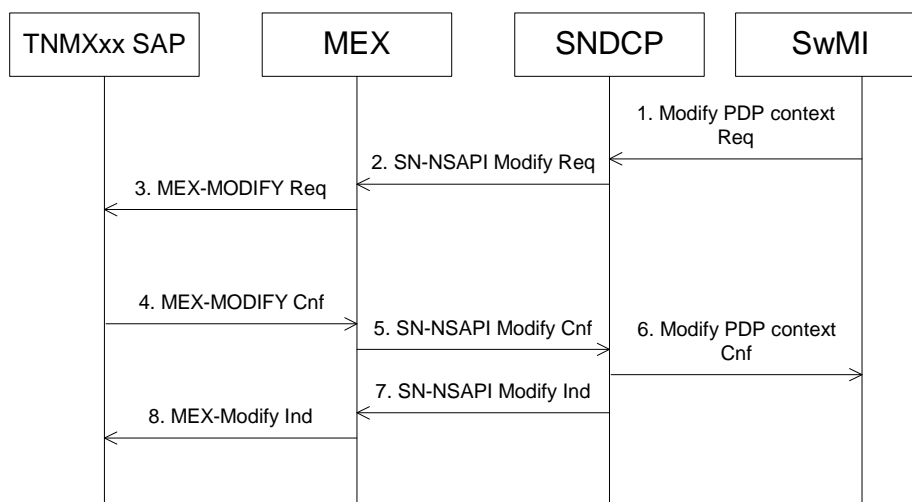 TNMXxx SAP
MEX
SNDCP
SwMI
1. Modify PDP context
Req
2. SN-NSAPI Modify Req
3. MEX-MODIFY Req
4. MEX-MODIFY Cnf
5. SN-NSAPI Modify Cnf
6. Modify PDP context
Cnf
7. SN-NSAPI Modify Ind
8. MEX-Modify Ind